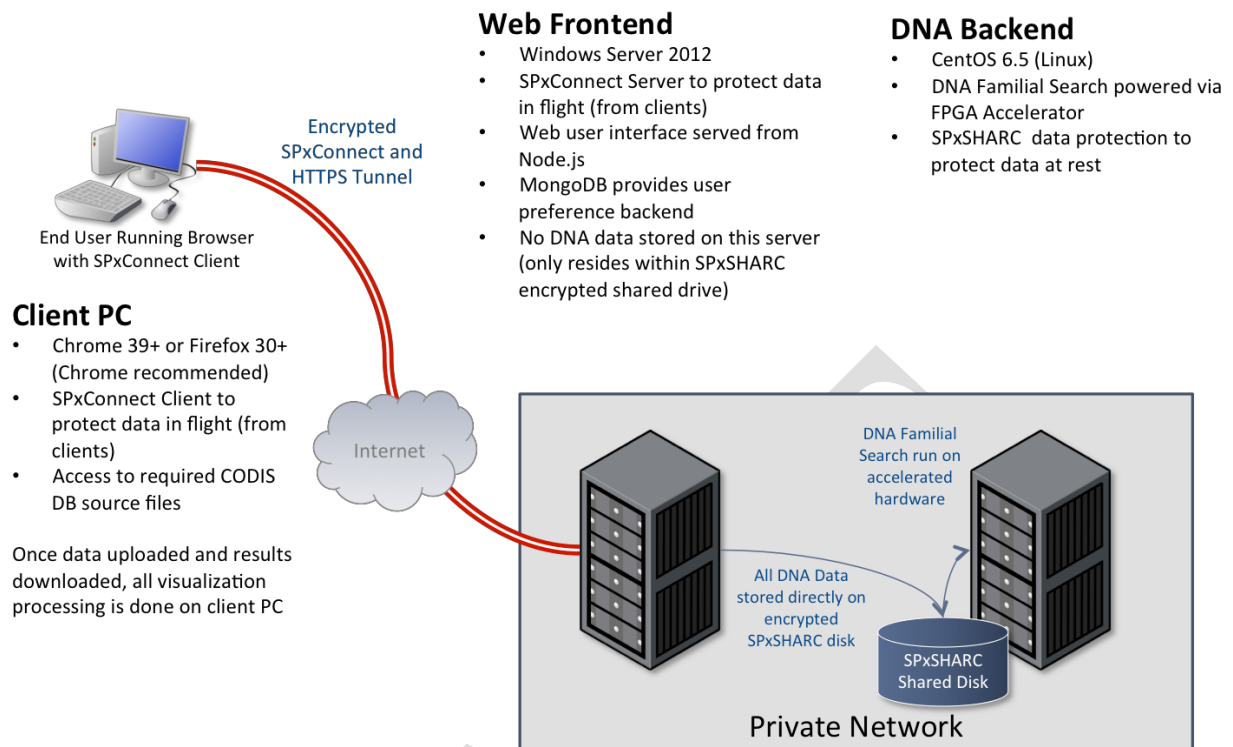 Web Frontend
• Windows Server 2012
• SPxConnect Server to protect data
in flight (from clients)
• Web user interface served from
Node.js
• MongoDB provides user
preference backend
• No DNA data stored on this server
(only resides within SPxSHARC
encrypted shared drive)
DNA Backend
• CentOS 6.5 (Linux)
• DNA Familial Search powered via
FPGA Accelerator
• SPxSHARC data protection to
protect data at rest
Encrypted
SPxConnect and
HTTPS Tunnel
End User Running Browser
with SPxConnect Client
Client PC
• Chrome 39+ or Firefox 30+
(Chrome recommended)
• SPxConnect Client to
protect data in flight (from
clients)
• Access to required CODIS
DB source files
Once data uploaded and results
downloaded, all visualization
processing is done on client PC
Internet
DNA Familial
Search run on
accelerated
hardware
All DNA Data
stored directly on
encrypted
SPxSHARC disk
SPxSHARC
Shared Disk
Private Network